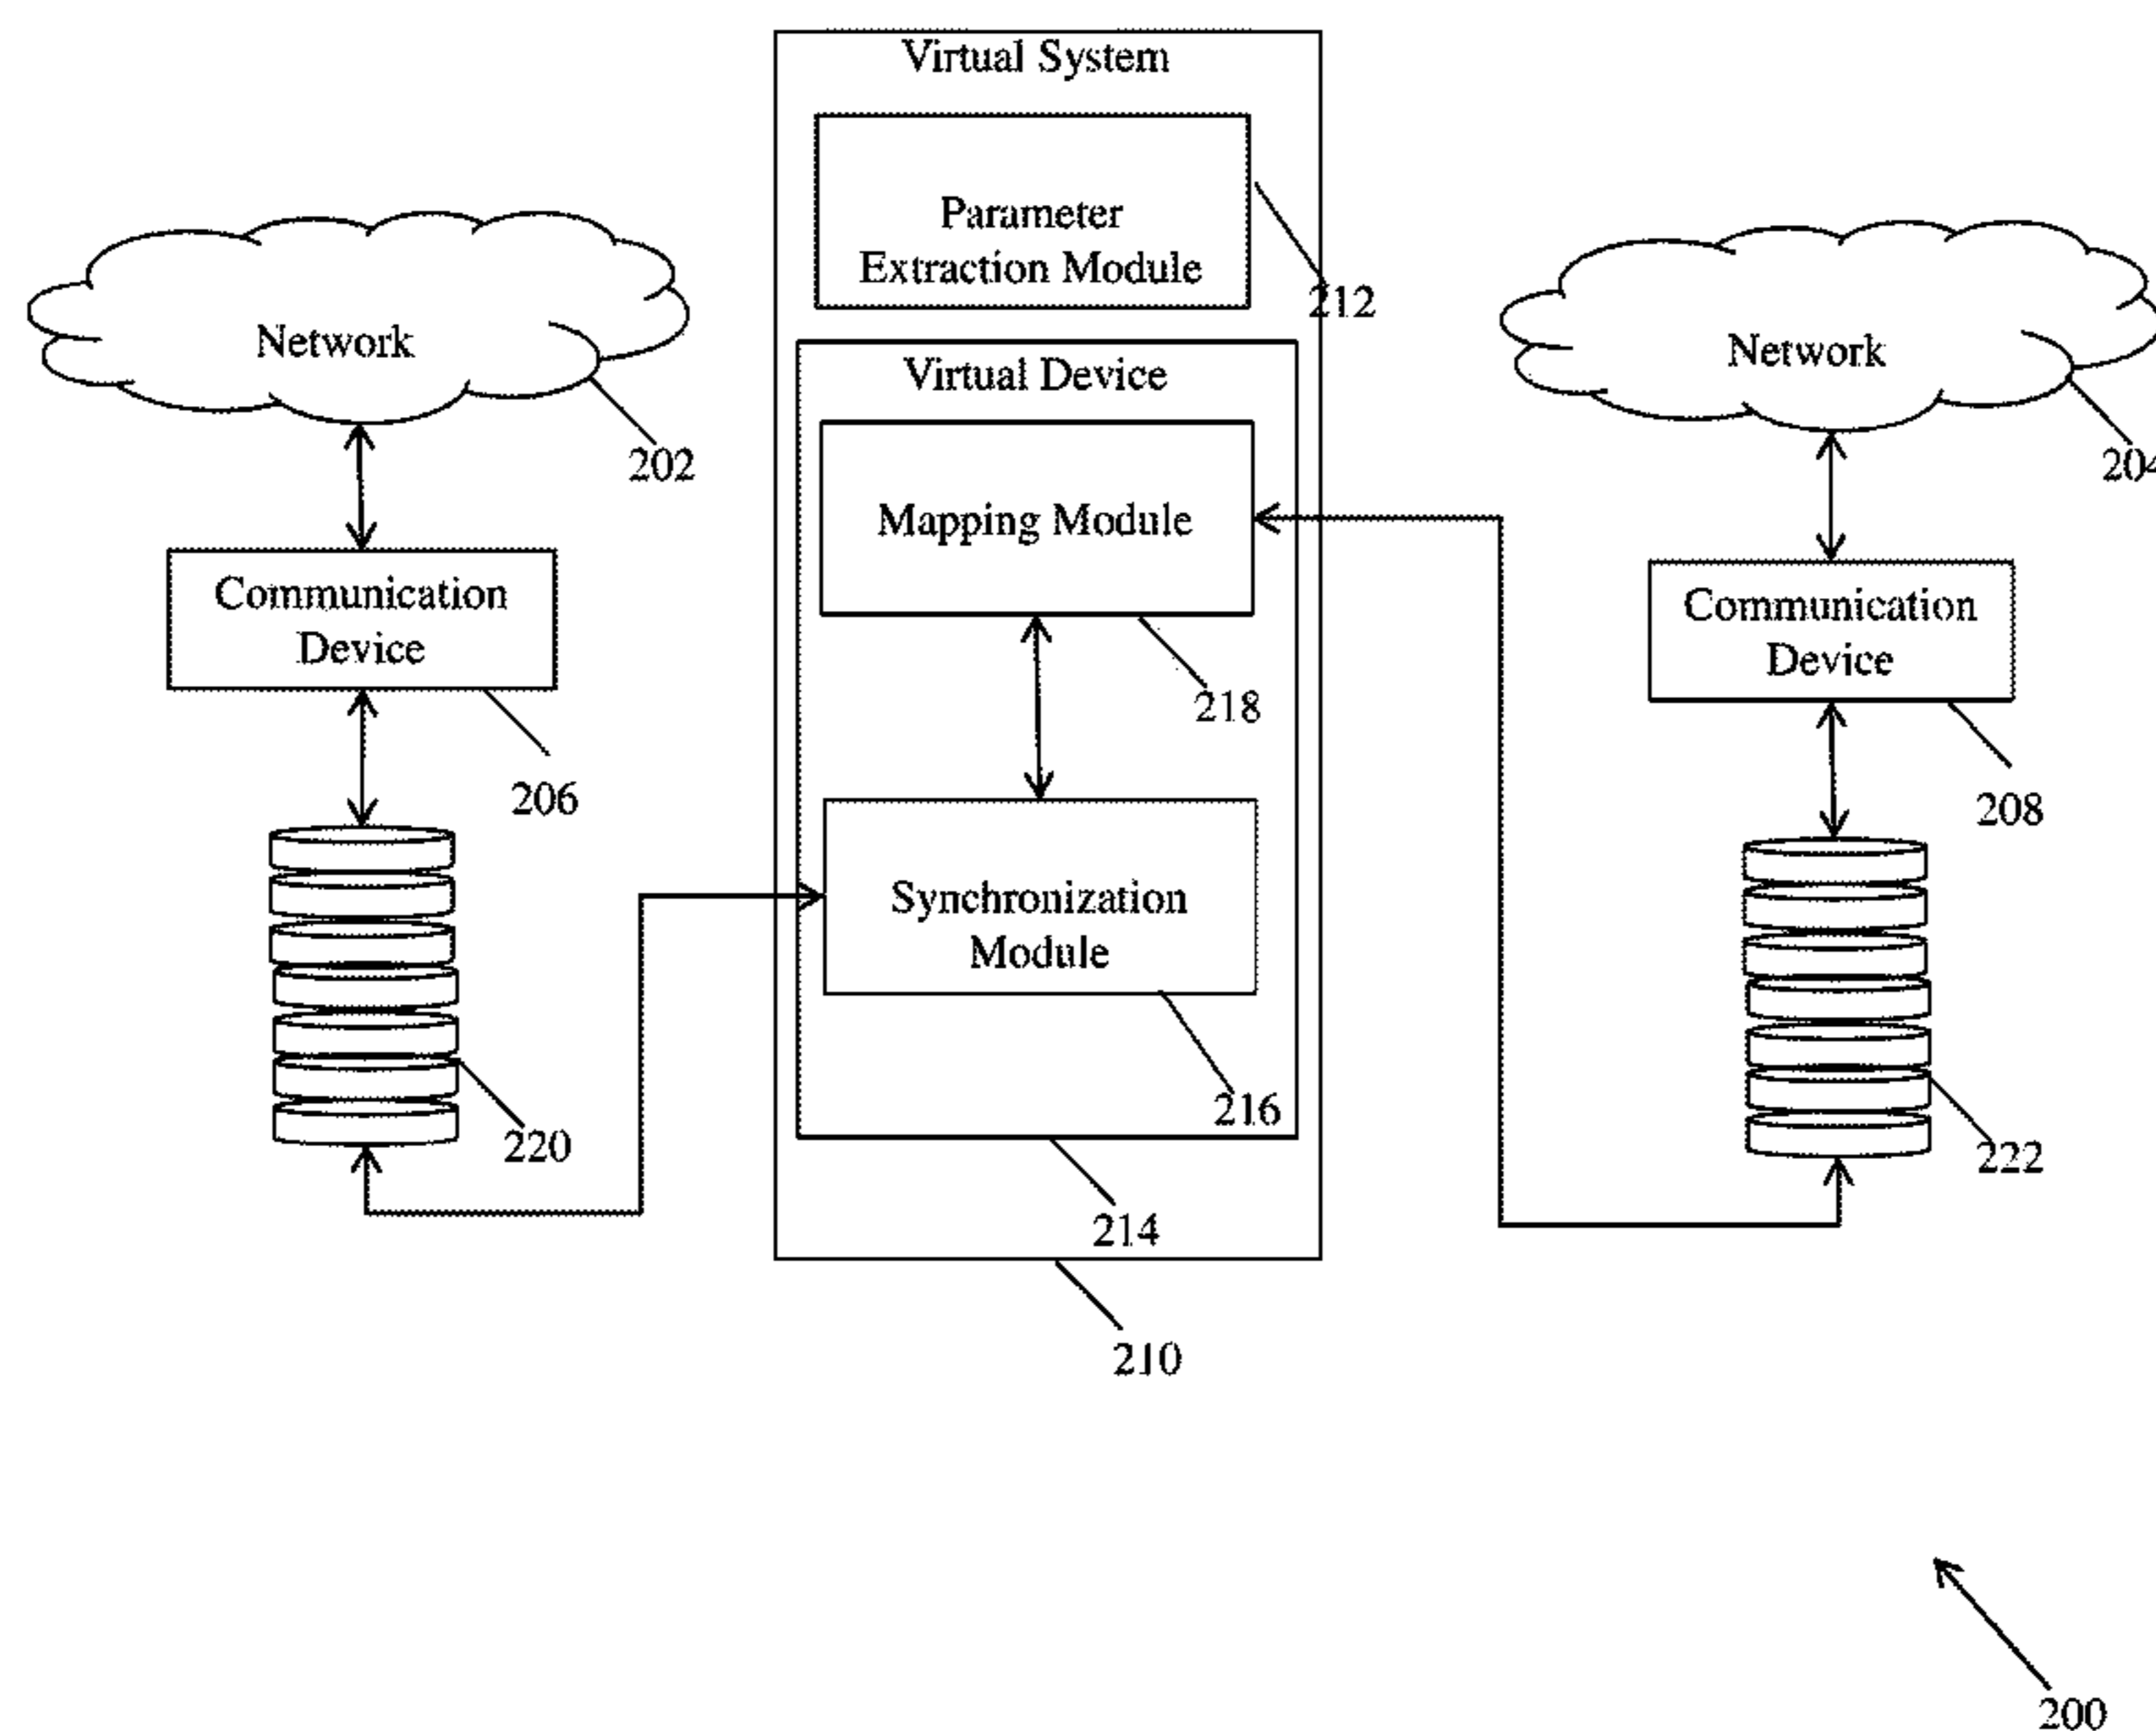 Virtual System
Parameter
Extraction Module
212
Network
202
Network
204
Virtual Device
Mapping Module
218
Communication
Device
206
Communication
Device
208
Synchronization
Module
216
220
222
214
210
200